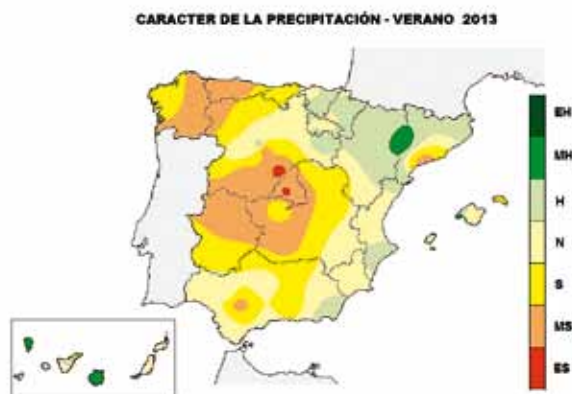 CARACTER DE LA PRECIPITACIÓN - VERANO 2013
EH
MH
H
N
S
MS
ES